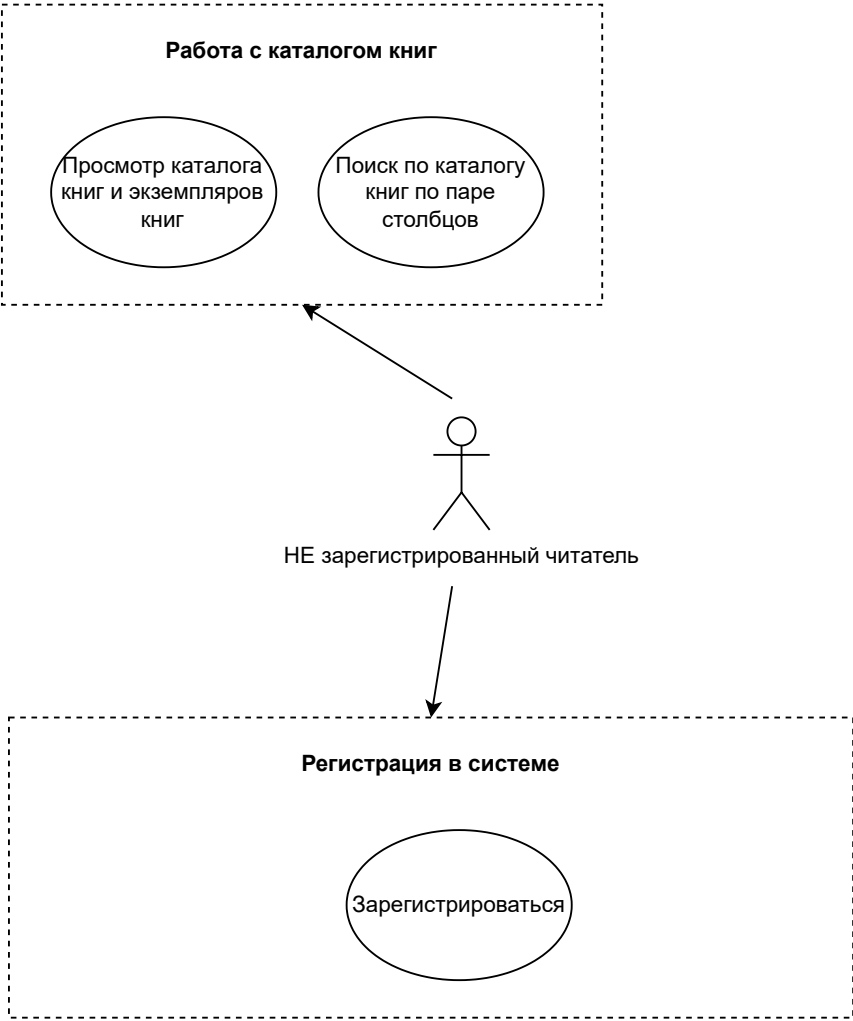 Работа с каталогом книг
Просмотр каталога
книг и экземпляров
книг
Поиск по каталогу
книг по паре
столбцов
НЕ зарегистрированный читатель
Регистрация в системе
Зарегистрироваться